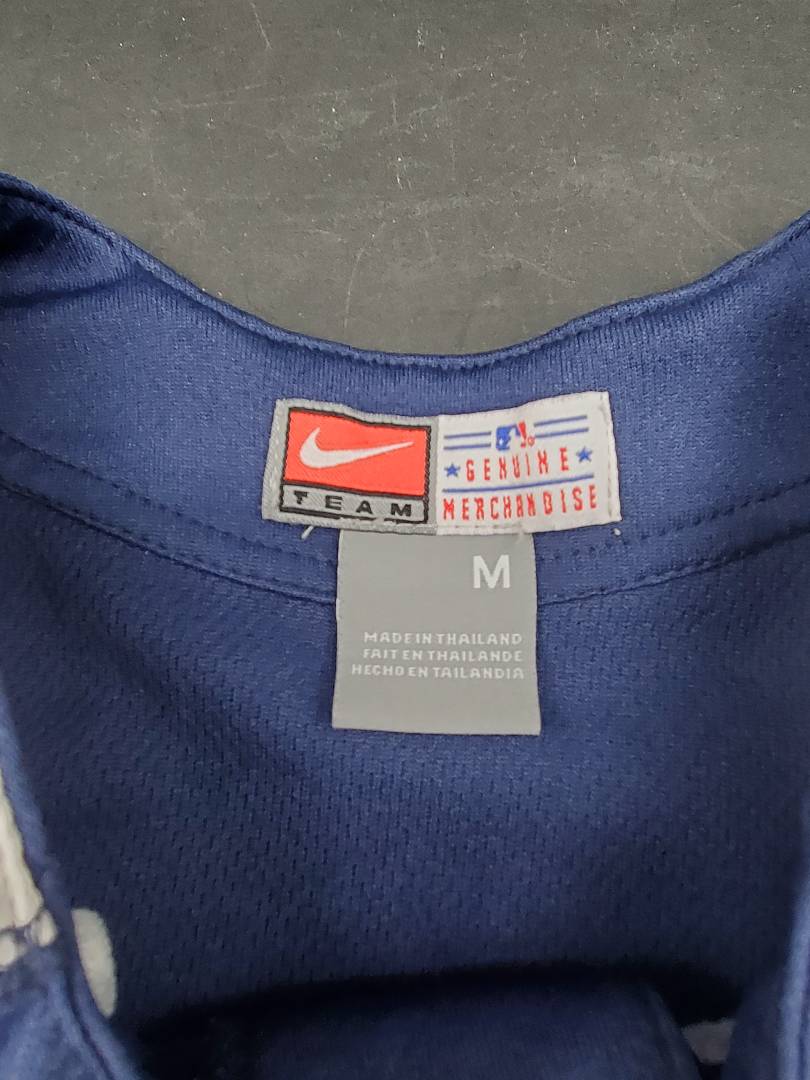 TEAM
GENUINE
MERCHANDISE
M
MADE IN THAILAND
FAIT EN THAILANDE
HECHO EN TAILANDIA